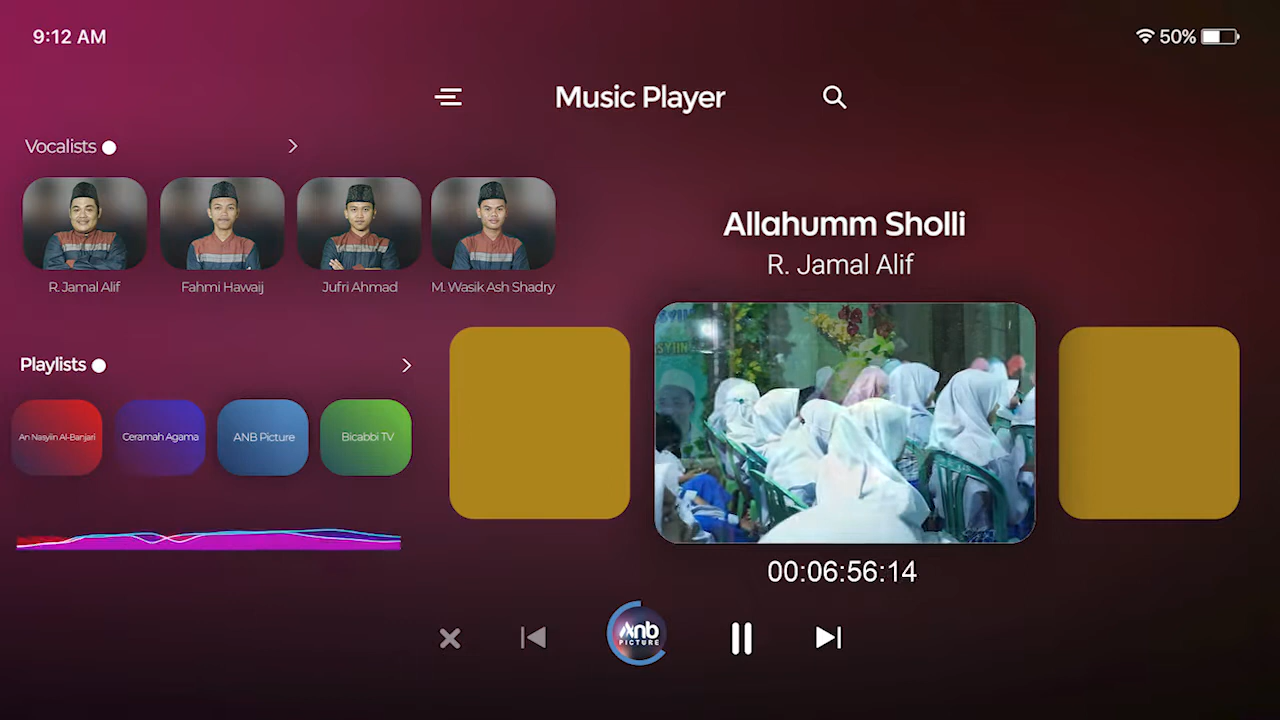 9:12 AM
50%
Music Player
Vocalists
R. Jamal Alif
Fahmi Hawaij
Jufri Ahmad
M. Wasik Ash Shadry
Allahumm Sholli
R. Jamal Alif
Playlists
An Nasyiin Al-Banjari
Ceramah Agama
ANB Picture
Bicabbi TV
00:06:56:14
Anb
PICTURE